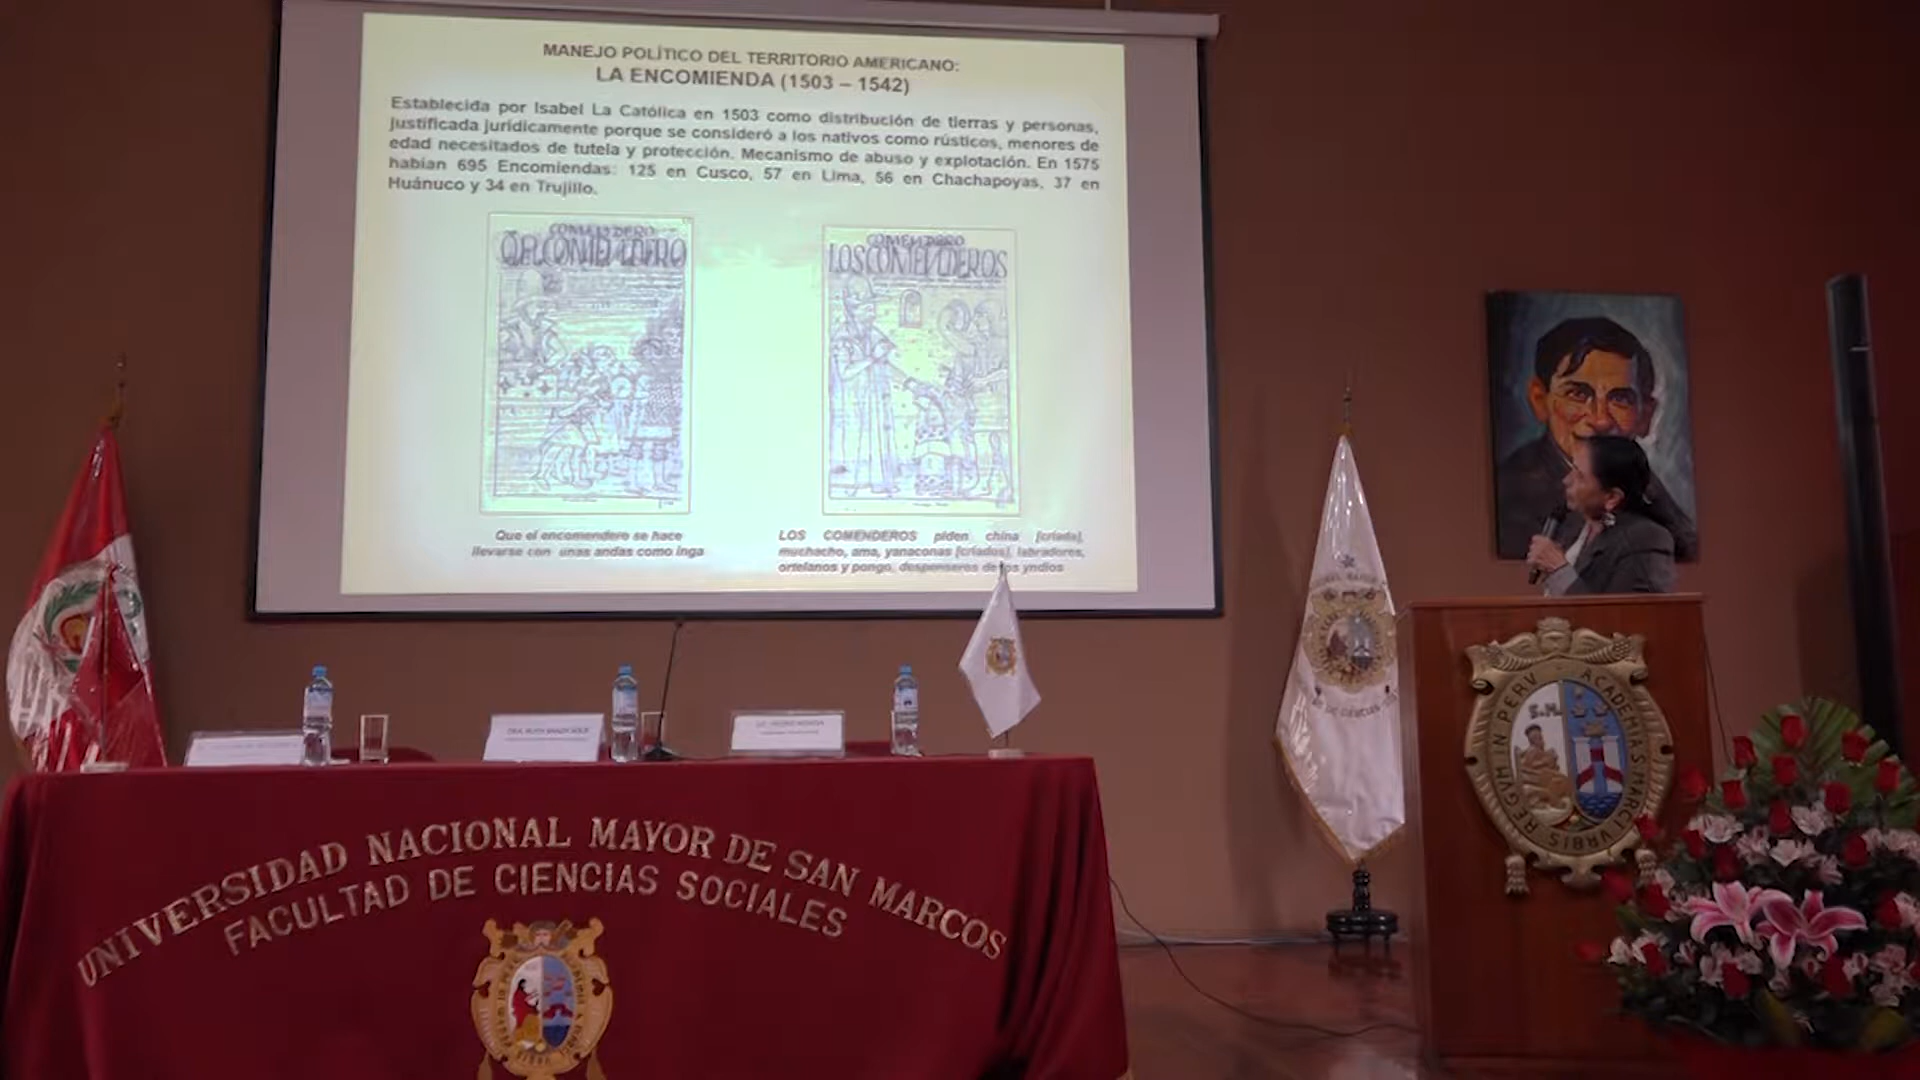 MANEJO POLÍTICO DEL TERRITORIO AMERICANO:
LA ENCOMIENDA (1503 – 1542)
Establecida por Isabel La Católica en 1503 como distribución de tierras y personas,
justificada jurídicamente porque se consideró a los nativos como rústicos, menores de
edad necesitados de tutela y protección. Mecanismo de abuso y explotación. En 1575
habían 695 Encomiendas: 125 en Cusco, 57 en Lima, 56 en Chachapoyas, 37 en
Huánuco y 34 en Trujillo.
COMENDERO
LOS COMENDEROS
Que el encomendero se hace
llevarse con unas andas como inga
LOS COMENDEROS piden china [criada],
muchacho, ama, yanaconas [criados], labradores,
ortelanos y pongo, despenseros de los yndios
UNIVERSIDAD NACIONAL MAYOR DE SAN MARCOS
FACULTAD DE CIENCIAS SOCIALES
ACADEMIA S. MARCI VRBIS REGVM IN PERV